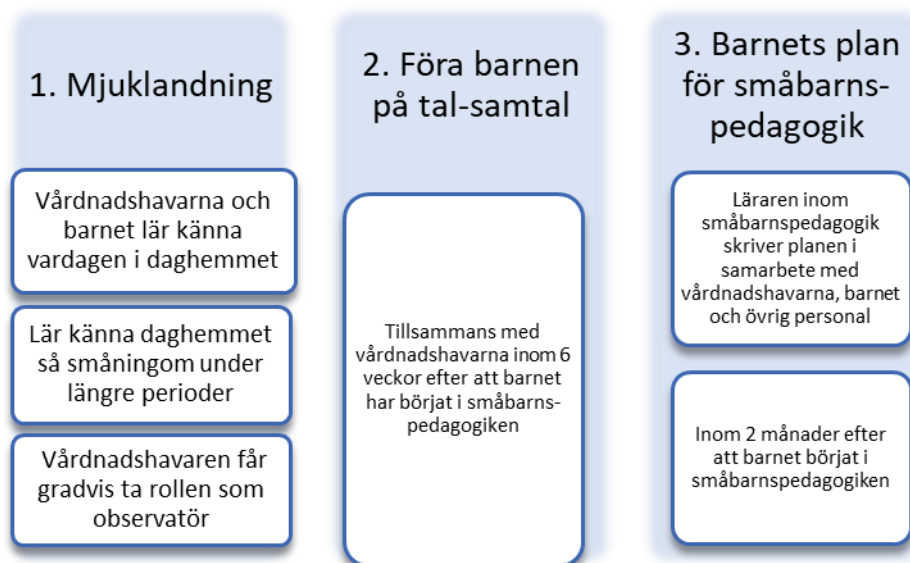 1. Mjuklandning
Vårdnadshavarna och
barnet lär känna
vardagen i daghemmet
Lär känna daghemmet
så småningom under
längre perioder
Vårdnadshavaren får
gradvis ta rollen som
observatör
2. Föra barnen
på tal-samtal
Tillsammans med
vårdnadshavarna inom 6
veckor efter att barnet
har börjat i småbarns-
pedagogiken
3. Barnets plan
för småbarns-
pedagogik
Läraren inom
småbarnspedagogik
skriver planen i
samarbete med
vårdnadshavarna, barnet
och övrig personal
Inom 2 månader efter
att barnet börjat i
småbarnspedagogiken